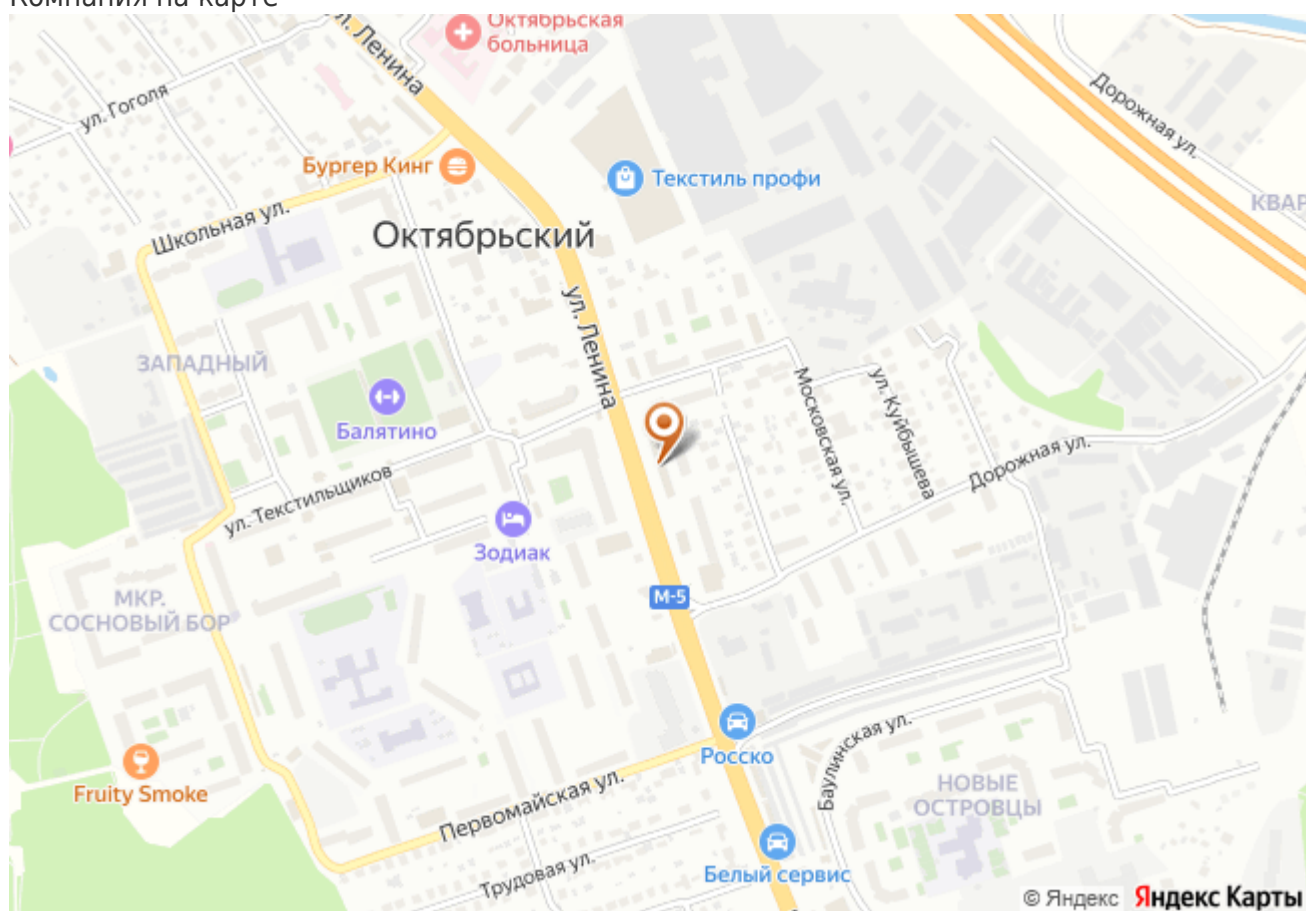 Компания на карте
Октябрьская
больница
ул. Ленина
Дорожная ул.
ул. Гоголя
Бургер Кинг
Текстиль профи
КВАР
Школьная ул.
Октябрьский
ул. Ленина
ЗАПАДНЫЙ
Балятино
Московская ул.
ул. Куйбышева
Дорожная ул.
ул. Текстильщиков
Зодиак
М-5
МКР.
СОСНОВЫЙ БОР
Росско
Баулинская ул.
Fruity Smoke
НОВЫЕ
ОСТРОВЦЫ
Первомайская ул.
Трудовая ул.
Белый сервис
© Яндекс Яндекс Карты